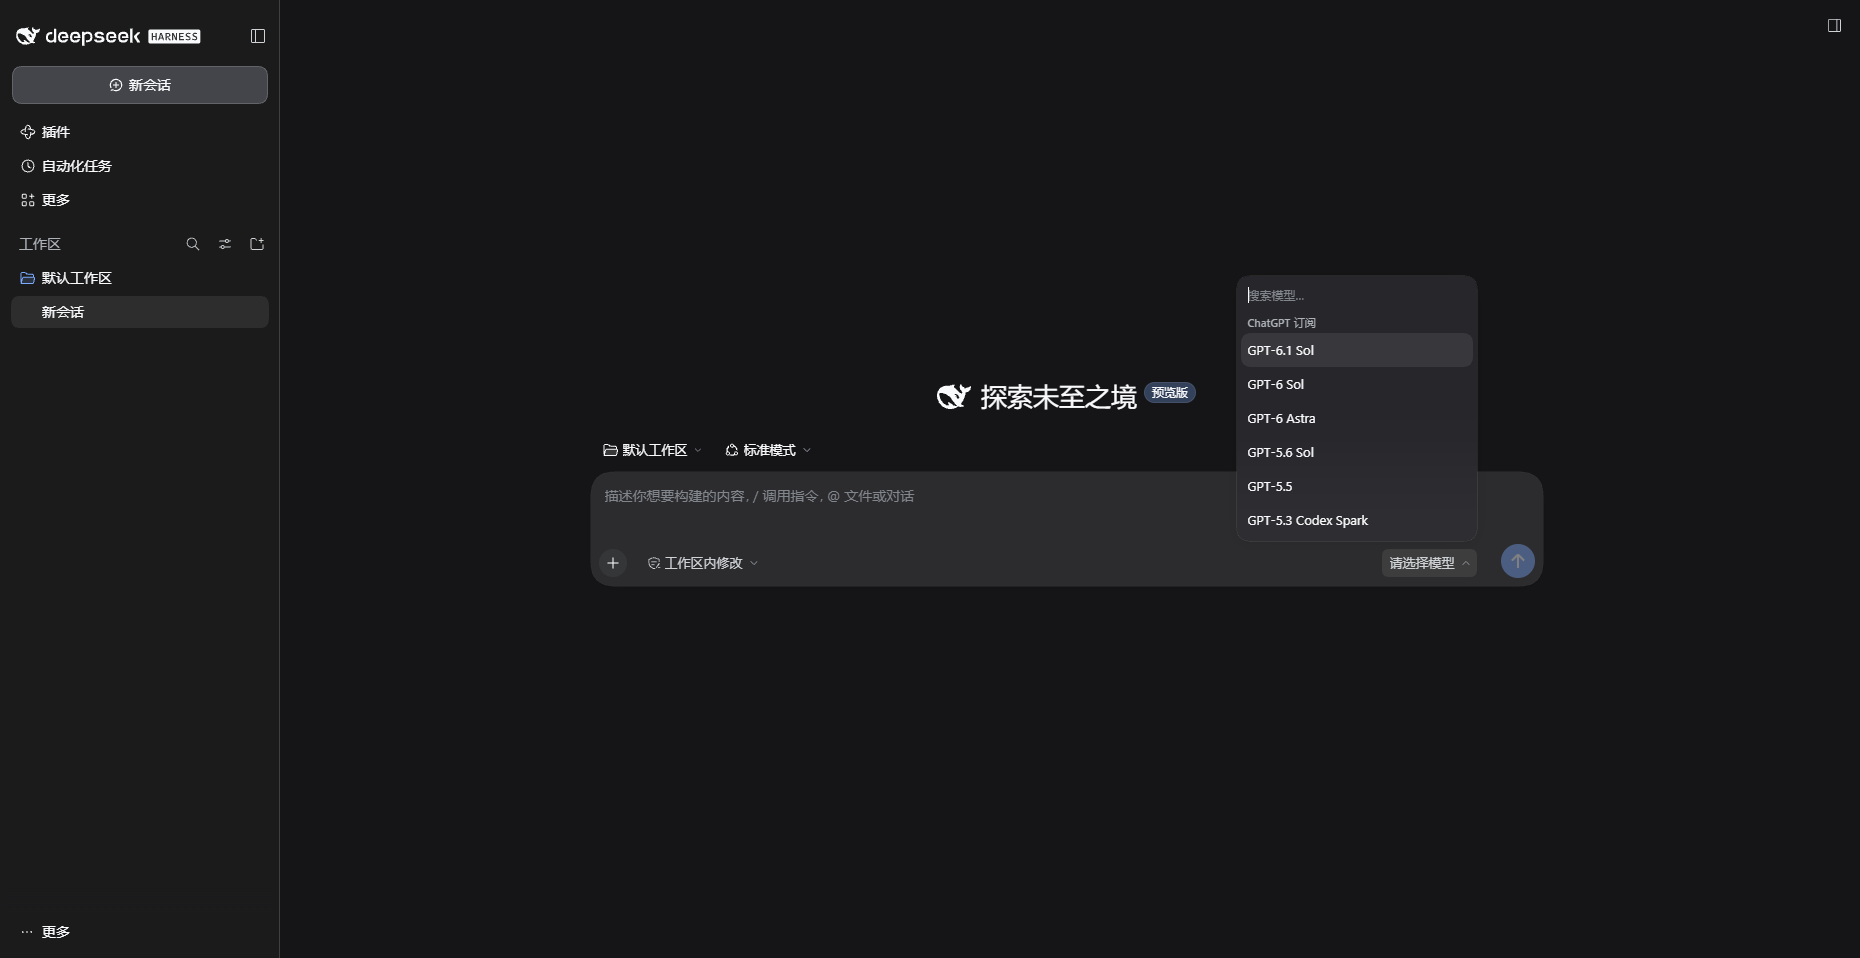 deepseek HARNESS
新会话
插件
自动化任务
更多
工作区
默认工作区
新会话
更多
探索未至之境 预览版
默认工作区 标准模式
描述你想要构建的内容, / 调用指令, @ 文件或对话
工作区内修改
请选择模型
搜索模型...
ChatGPT 订阅
GPT-6.1 Sol
GPT-6 Sol
GPT-6 Astra
GPT-5.6 Sol
GPT-5.5
GPT-5.3 Codex Spark